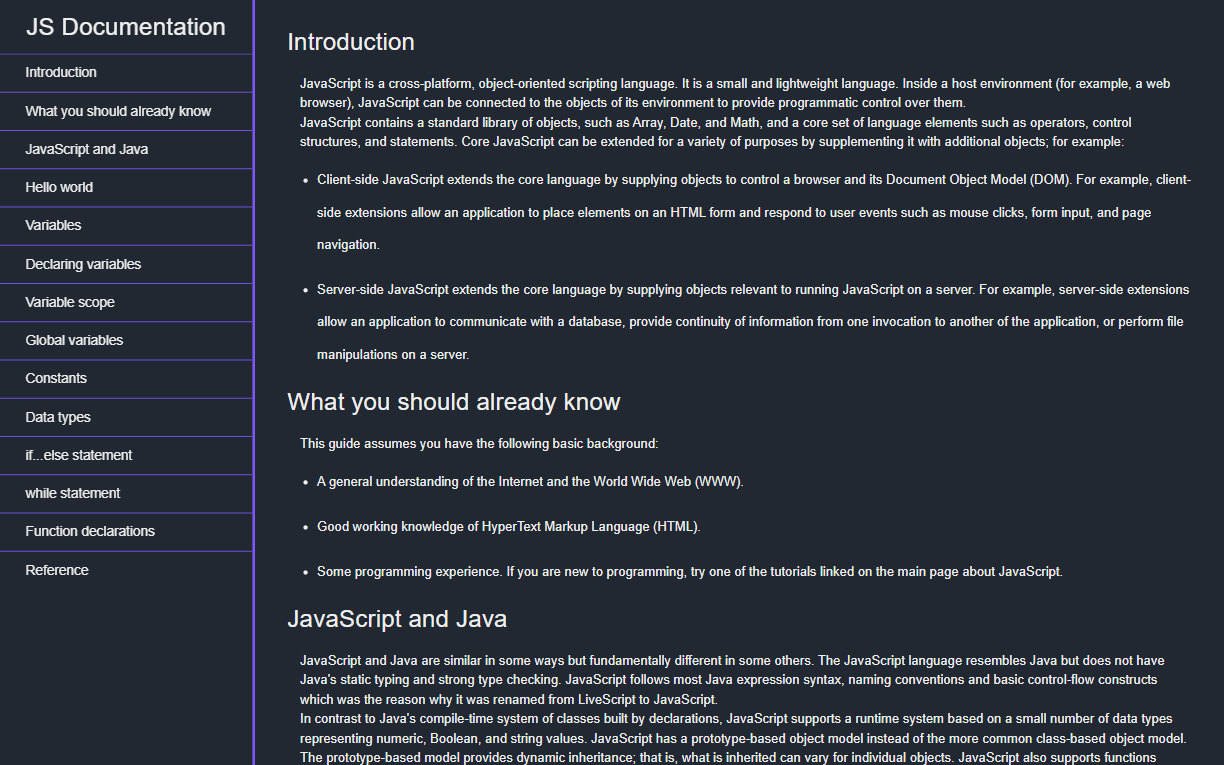 JS Documentation
Introduction
What you should already know
JavaScript and Java
Hello world
Variables
Declaring variables
Variable scope
Global variables
Constants
Data types
if...else statement
while statement
Function declarations
Reference
Introduction
JavaScript is a cross-platform, object-oriented scripting language. It is a small and lightweight language. Inside a host environment (for example, a web
browser), JavaScript can be connected to the objects of its environment to provide programmatic control over them.
JavaScript contains a standard library of objects, such as Array, Date, and Math, and a core set of language elements such as operators, control
structures, and statements. Core JavaScript can be extended for a variety of purposes by supplementing it with additional objects; for example:
• Client-side JavaScript extends the core language by supplying objects to control a browser and its Document Object Model (DOM). For example, client-
side extensions allow an application to place elements on an HTML form and respond to user events such as mouse clicks, form input, and page
navigation.
• Server-side JavaScript extends the core language by supplying objects relevant to running JavaScript on a server. For example, server-side extensions
allow an application to communicate with a database, provide continuity of information from one invocation to another of the application, or perform file
manipulations on a server.
What you should already know
This guide assumes you have the following basic background:
• A general understanding of the Internet and the World Wide Web (WWW).
• Good working knowledge of HyperText Markup Language (HTML).
• Some programming experience. If you are new to programming, try one of the tutorials linked on the main page about JavaScript.
JavaScript and Java
JavaScript and Java are similar in some ways but fundamentally different in some others. The JavaScript language resembles Java but does not have
Java's static typing and strong type checking. JavaScript follows most Java expression syntax, naming conventions and basic control-flow constructs
which was the reason why it was renamed from LiveScript to JavaScript.
In contrast to Java's compile-time system of classes built by declarations, JavaScript supports a runtime system based on a small number of data types
representing numeric, Boolean, and string values. JavaScript has a prototype-based object model instead of the more common class-based object model.
The prototype-based model provides dynamic inheritance; that is, what is inherited can vary for individual objects. JavaScript also supports functions